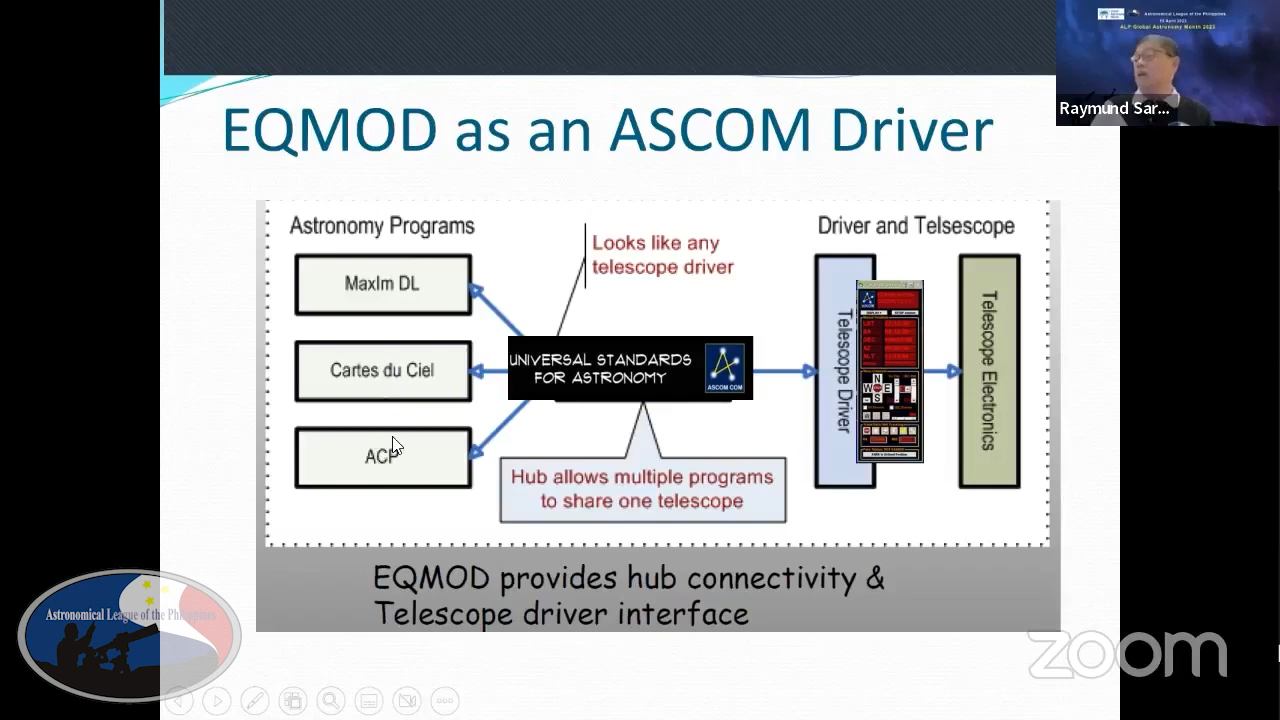 Astronomical League of the Philippines
ALP Global Astronomy Month 2023
Raymund Sar...
EQMOD as an ASCOM Driver
Astronomy Programs
Driver and Telsescope
Looks like any
telescope driver
MaxIm DL
Cartes du Ciel
ACP
UNIVERSAL STANDARDS
FOR ASTRONOMY
ASCOM COM
Telescope Driver
N
W
E
S
Telescope Electronics
Hub allows multiple programs
to share one telescope
EQMOD provides hub connectivity &
Telescope driver interface
Astronomical League of the Philippines
zoom